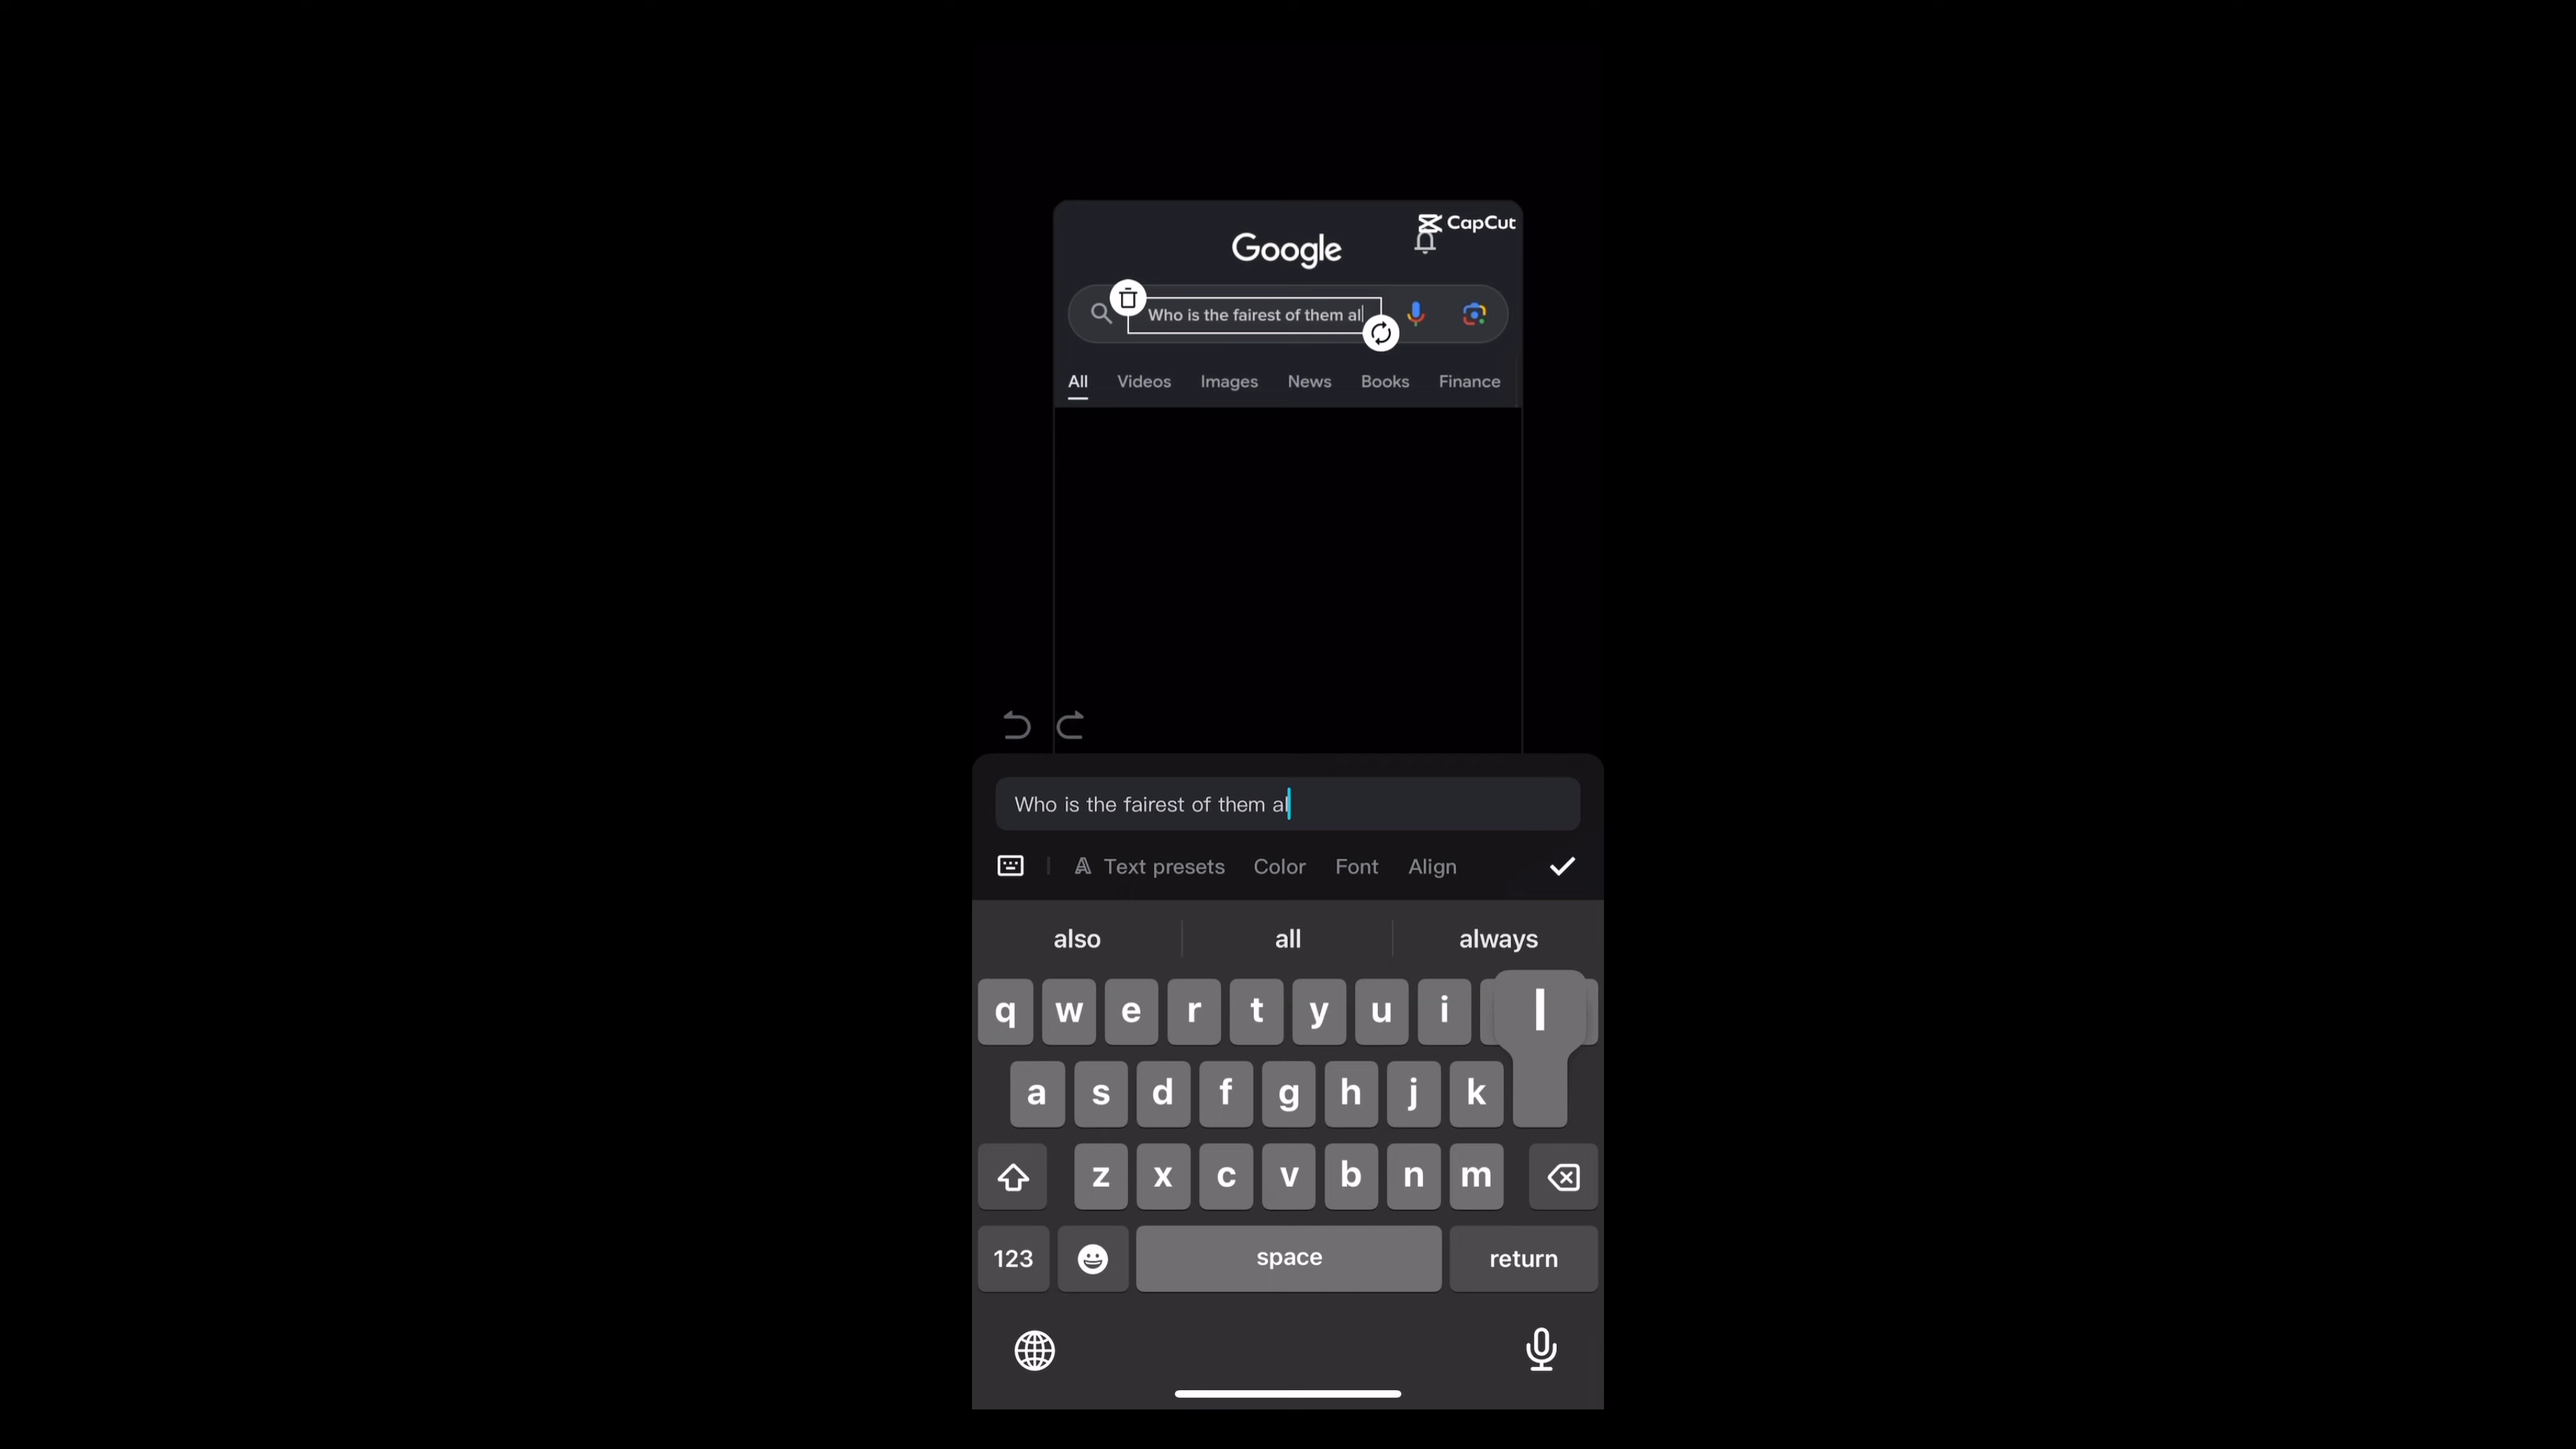 CapCut
Google
Who is the fairest of them al
All Videos Images News Books Finance
Who is the fairest of them al
A Text presets Color Font Align
also all always
q w e r t y u i l
a s d f g h j k
z x c v b n m
123 space return